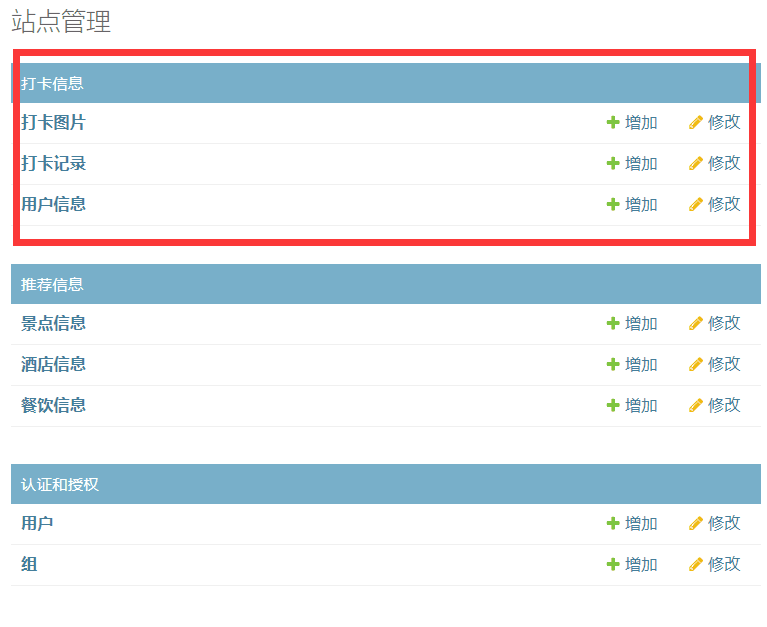 站点管理
打卡信息
打卡图片 增加 修改
打卡记录 增加 修改
用户信息 增加 修改
推荐信息
景点信息 增加 修改
酒店信息 增加 修改
餐饮信息 增加 修改
认证和授权
用户 增加 修改
组 增加 修改